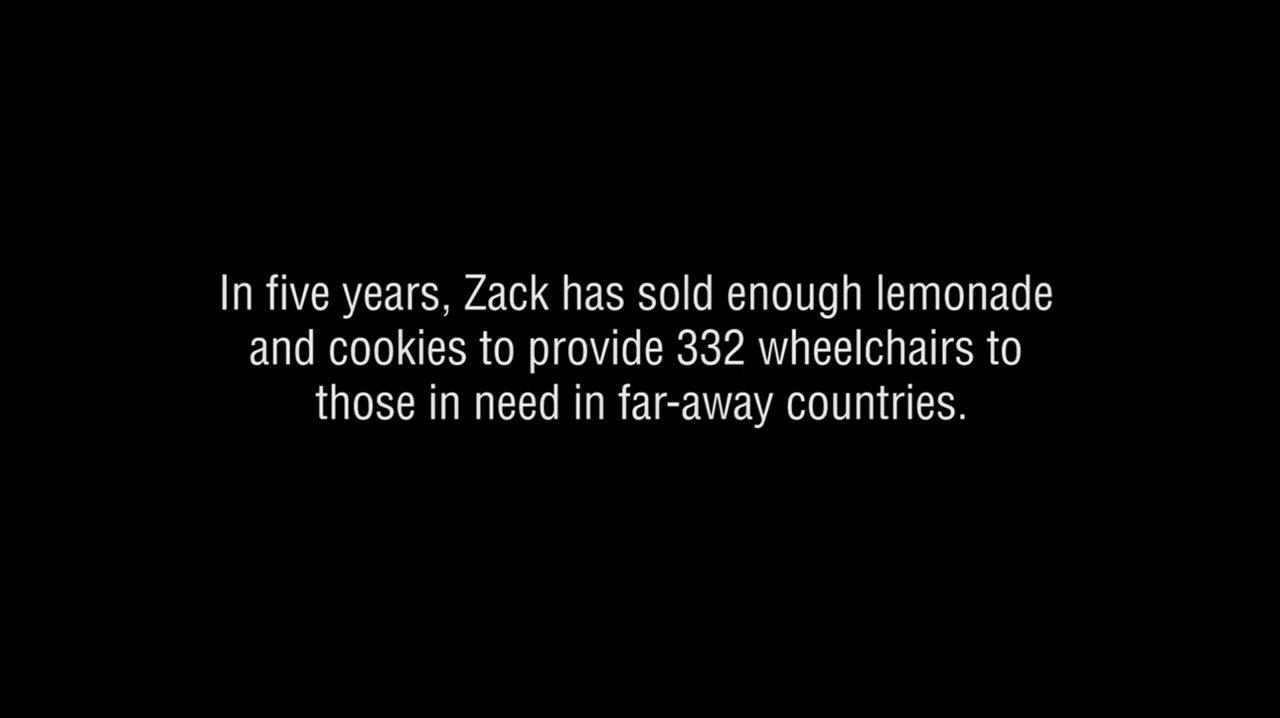 In five years, Zack has sold enough lemonade
and cookies to provide 332 wheelchairs to
those in need in far-away countries.